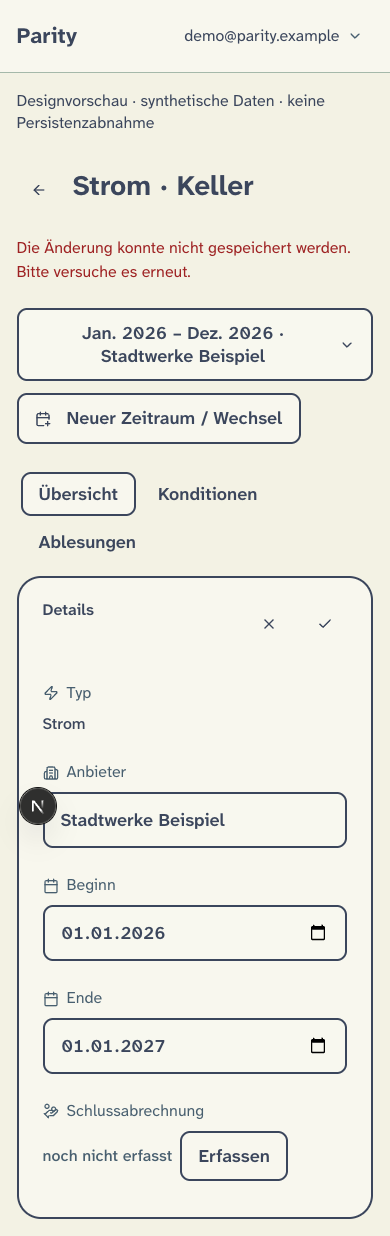 Parity
demo@parity.example
Designvorschau · synthetische Daten · keine
Persistenzabnahme
Strom · Keller
Die Änderung konnte nicht gespeichert werden.
Bitte versuche es erneut.
Jan. 2026 – Dez. 2026 ·
Stadtwerke Beispiel
Neuer Zeitraum / Wechsel
Übersicht
Konditionen
Ablesungen
Details
Typ
Strom
Anbieter
N
Stadtwerke Beispiel
Beginn
01.01.2026
Ende
01.01.2027
Schlussabrechnung
noch nicht erfasst
Erfassen